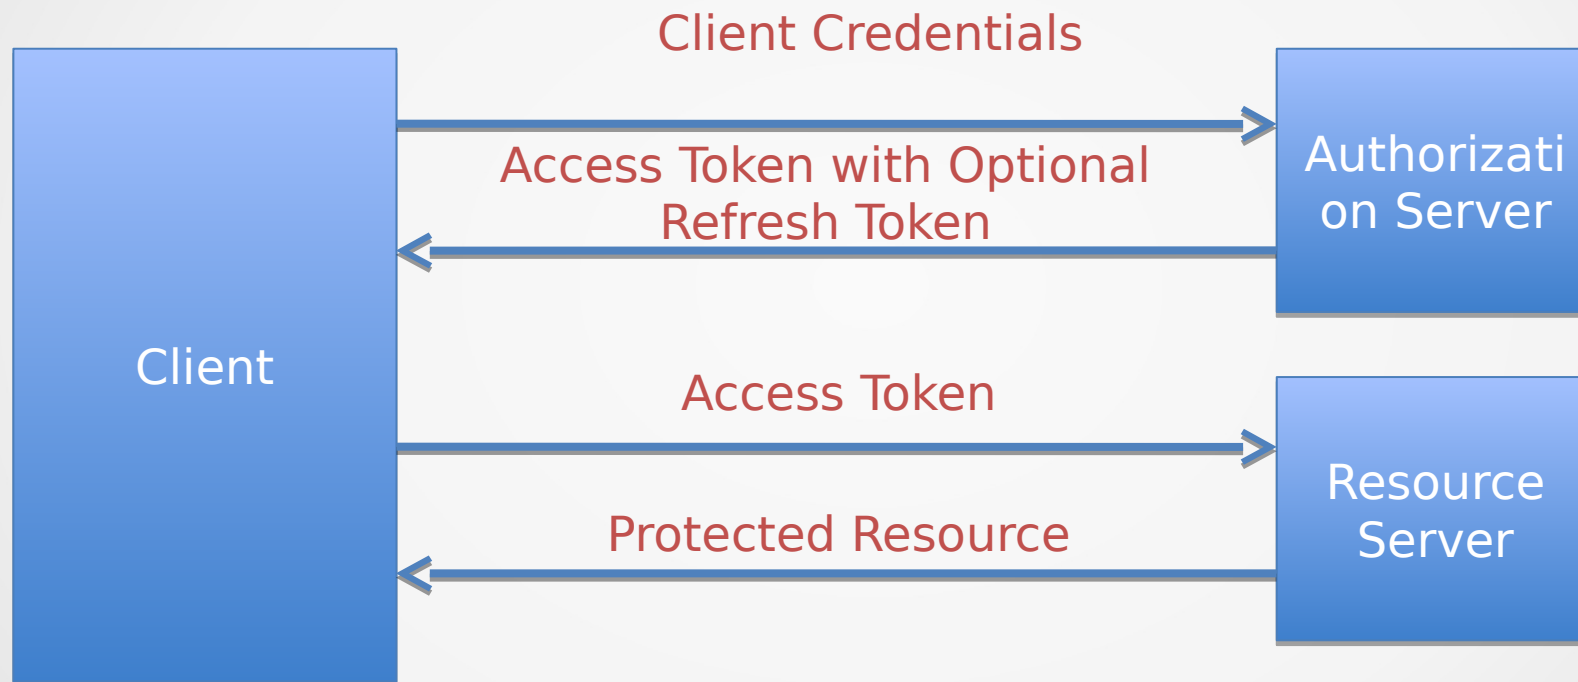 Client Credentials
Authorizati
on Server
Access Token with Optional
Refresh Token
Client
Access Token
Resource
Server
Protected Resource